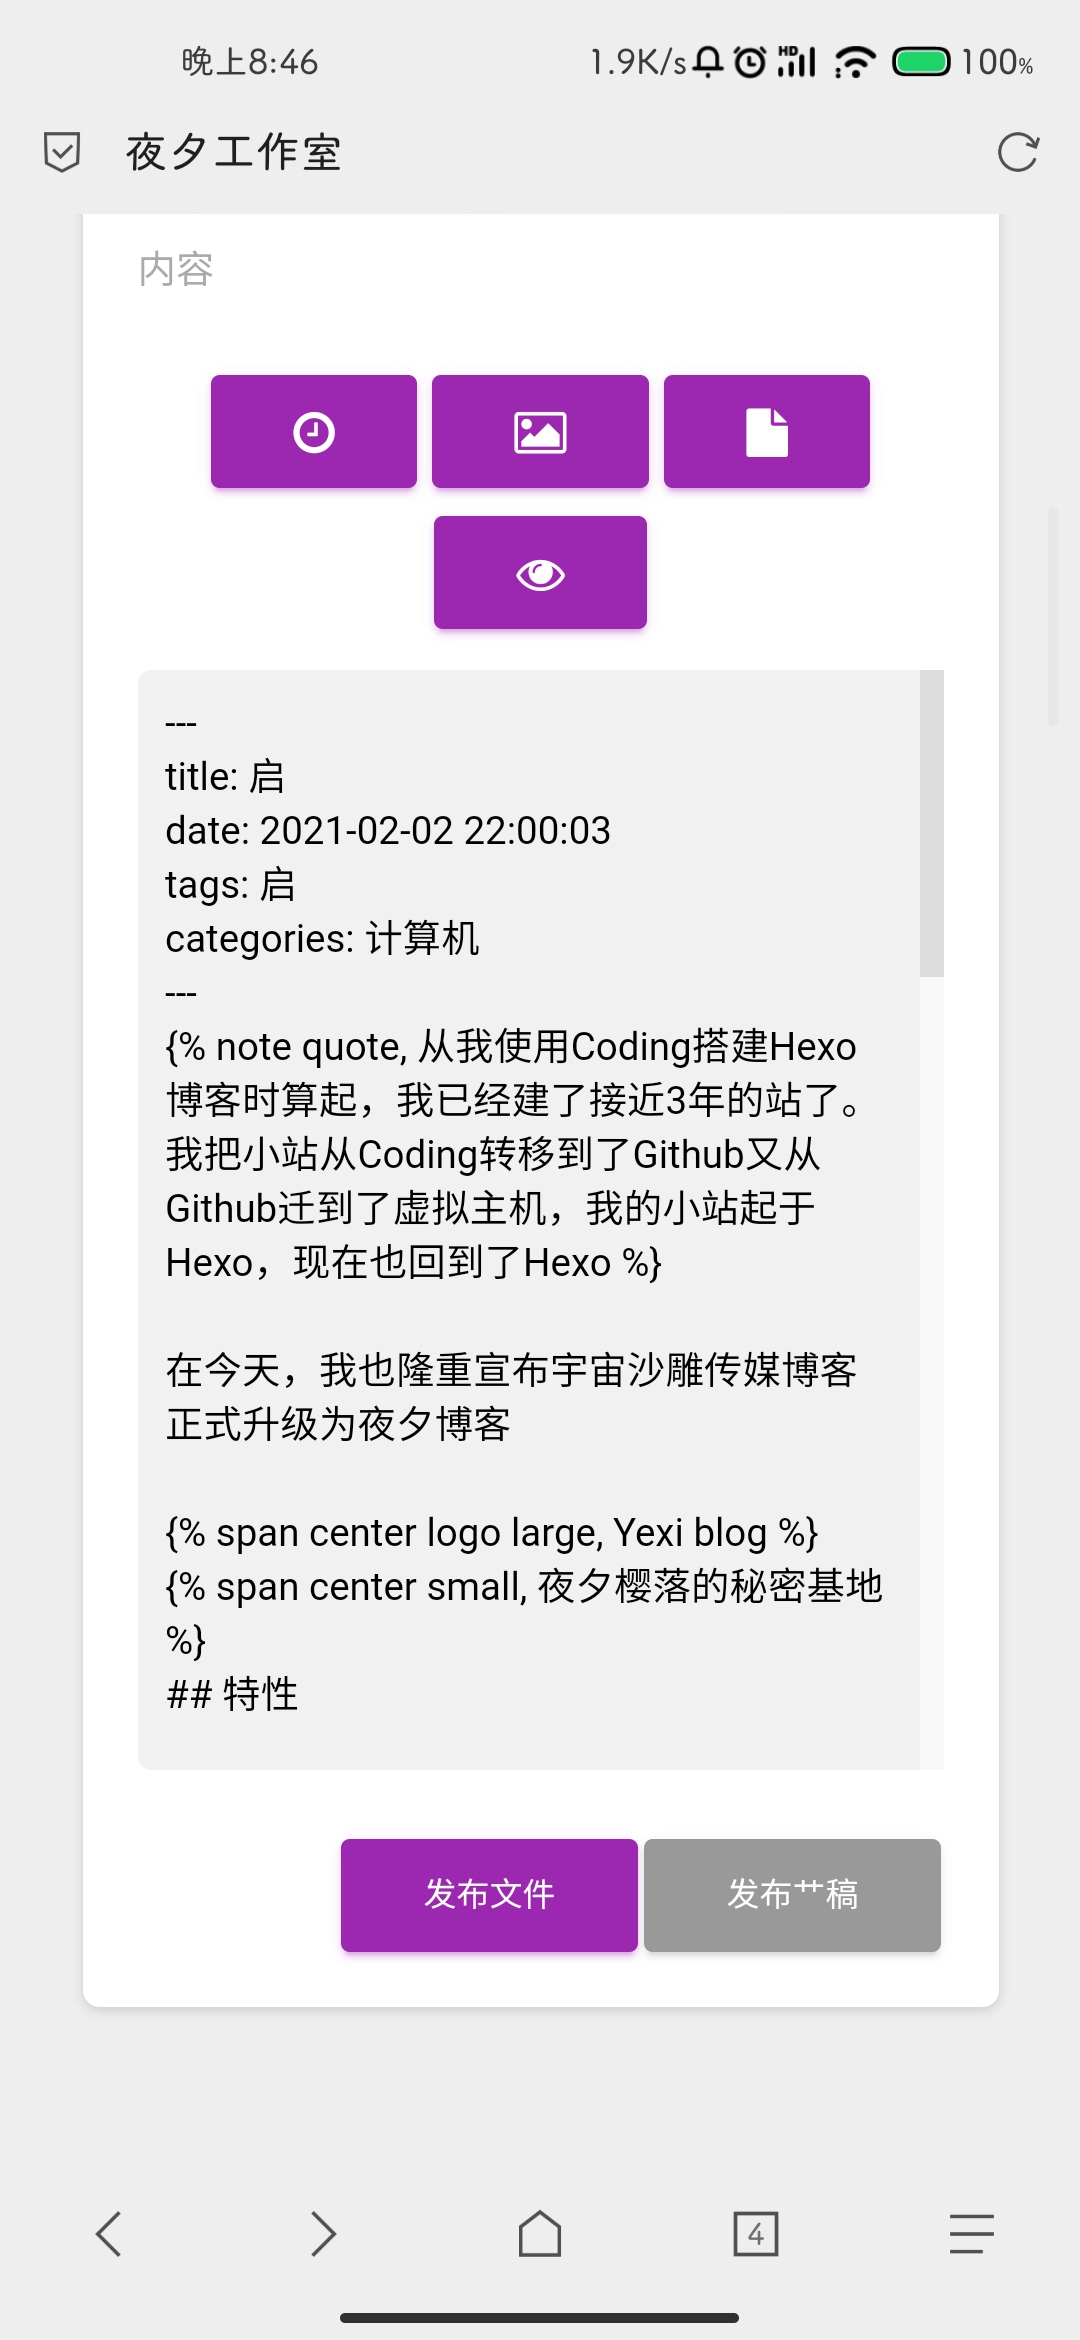 晚上8:46
1.9K/s
HD
100%
夜夕工作室
内容
---
title: 启
date: 2021-02-02 22:00:03
tags: 启
categories: 计算机
---
{% note quote, 从我使用Coding搭建Hexo
博客时算起，我已经建了接近3年的站了。
我把小站从Coding转移到了Github又从
Github迁到了虚拟主机，我的小站起于
Hexo，现在也回到了Hexo %}
在今天，我也隆重宣布宇宙沙雕传媒博客
正式升级为夜夕博客
{% span center logo large, Yexi blog %}
{% span center small, 夜夕樱落的秘密基地
%}
## 特性
发布文件
发布艹稿
4